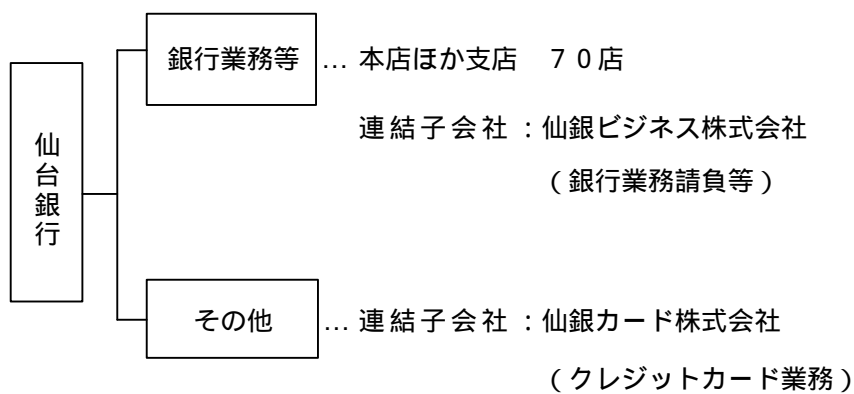 仙台銀行
銀行業務等 … 本店ほか支店　７０店
連結子会社：仙銀ビジネス株式会社
（銀行業務請負等）
その他 … 連結子会社：仙銀カード株式会社
（クレジットカード業務）